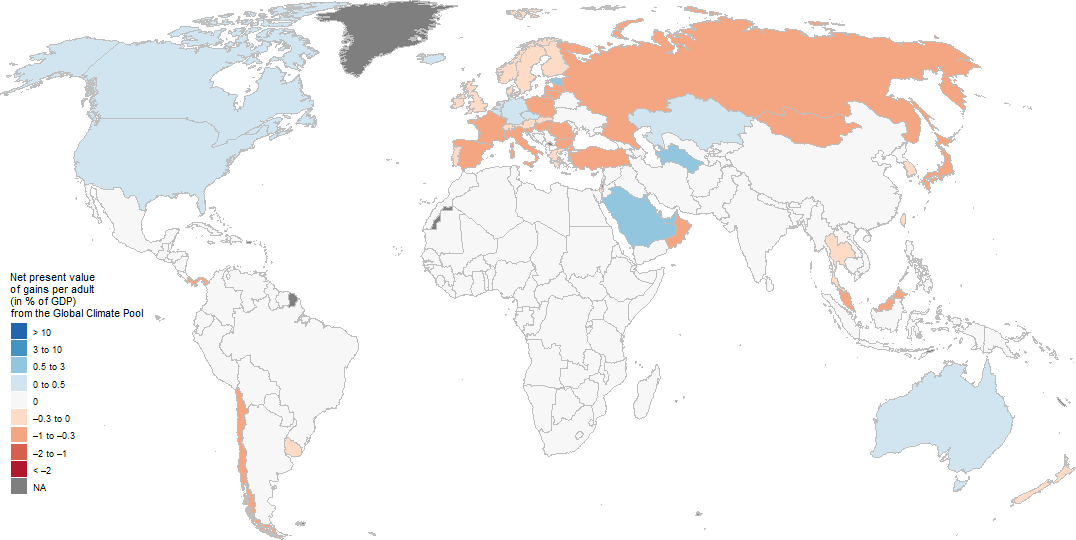 Net present value
of gains per adult
(in % of GDP)
from the Global Climate Pool
> 10
3 to 10
0.5 to 3
0 to 0.5
0
–0.3 to 0
–1 to –0.3
–2 to –1
< –2
NA